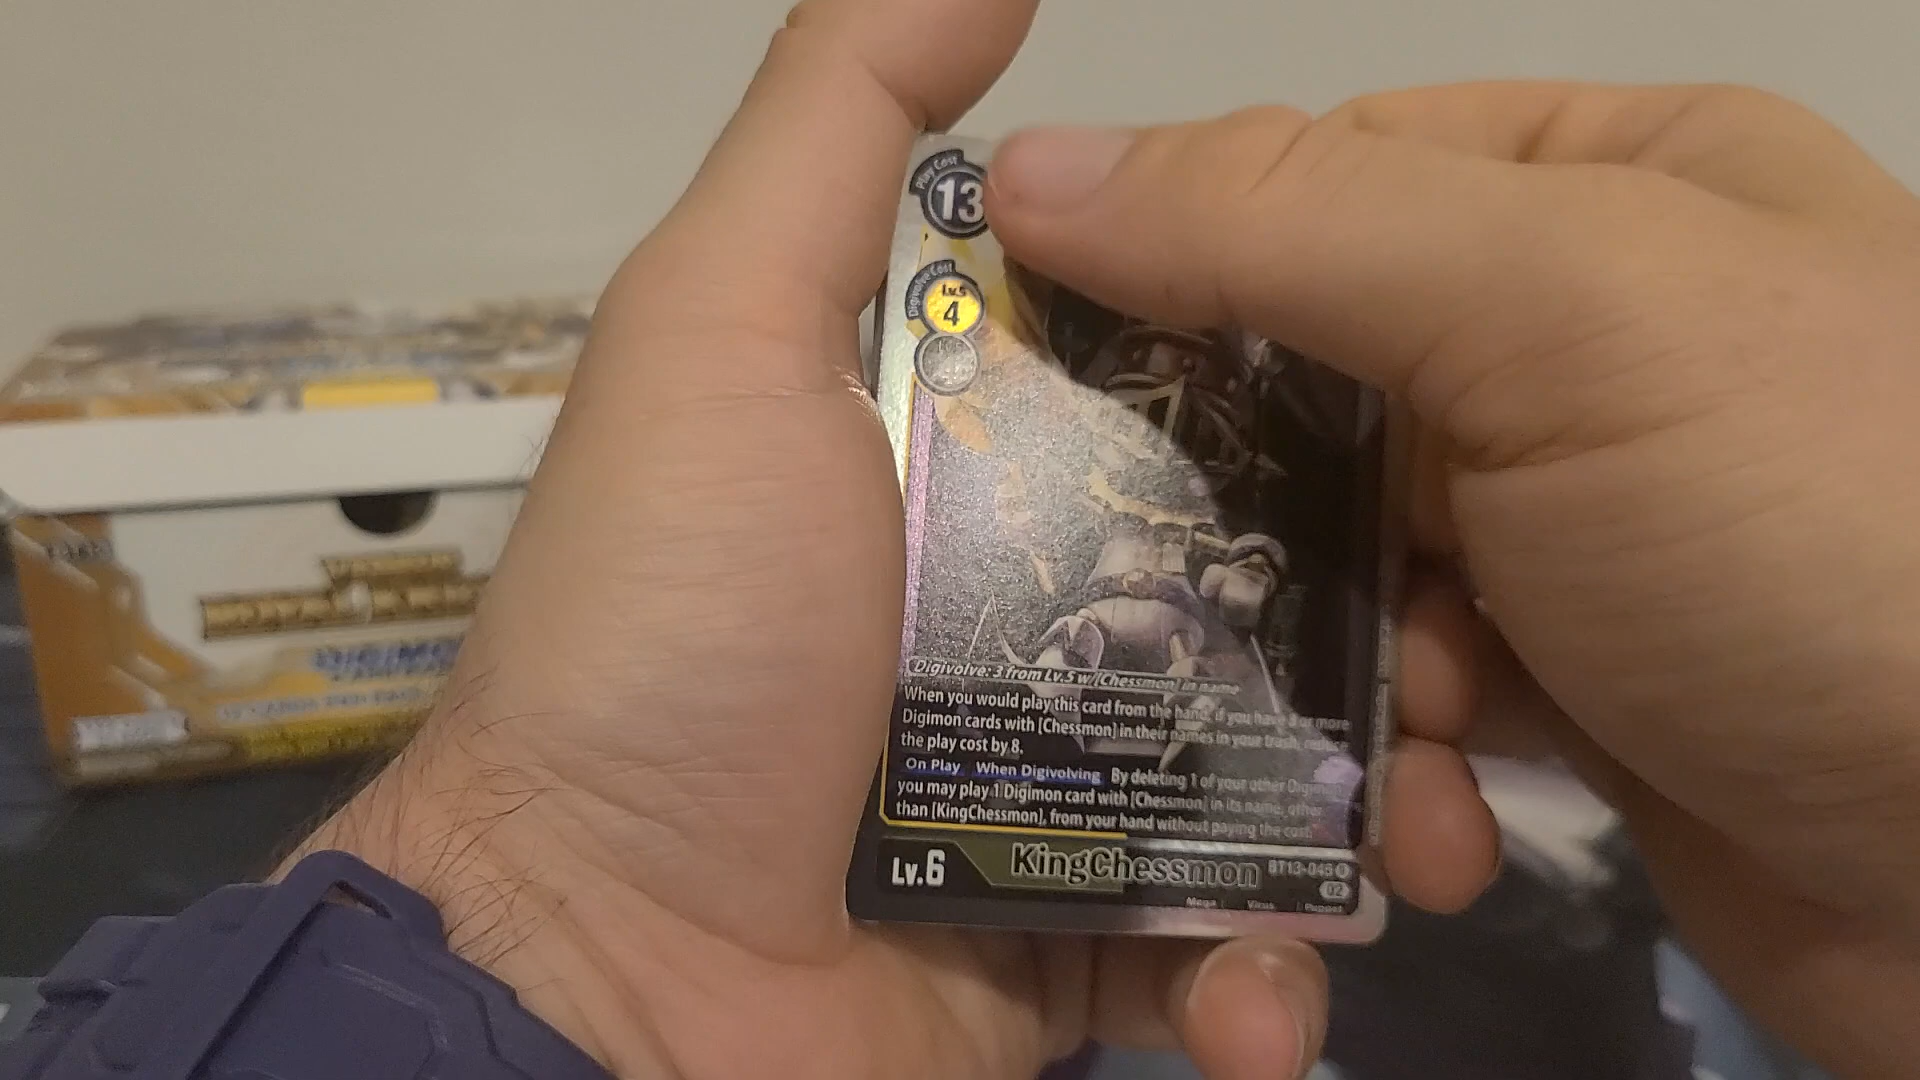 Play Cost
13
Digivolve Cost
Lv.5
4
Digivolve: 3 from Lv.5 w/[Chessmon] in name
When you would play this card from the hand, if you have 3 or more
Digimon cards with [Chessmon] in their names in your trash, reduce
the play cost by 8.
On Play When Digivolving By deleting 1 of your other Digimon,
you may play 1 Digimon card with [Chessmon] in its name, other
than [KingChessmon], from your hand without paying the cost.
Lv.6 KingChessmon BT13-045 R
02
Mega Virus Puppet
DIGIMON